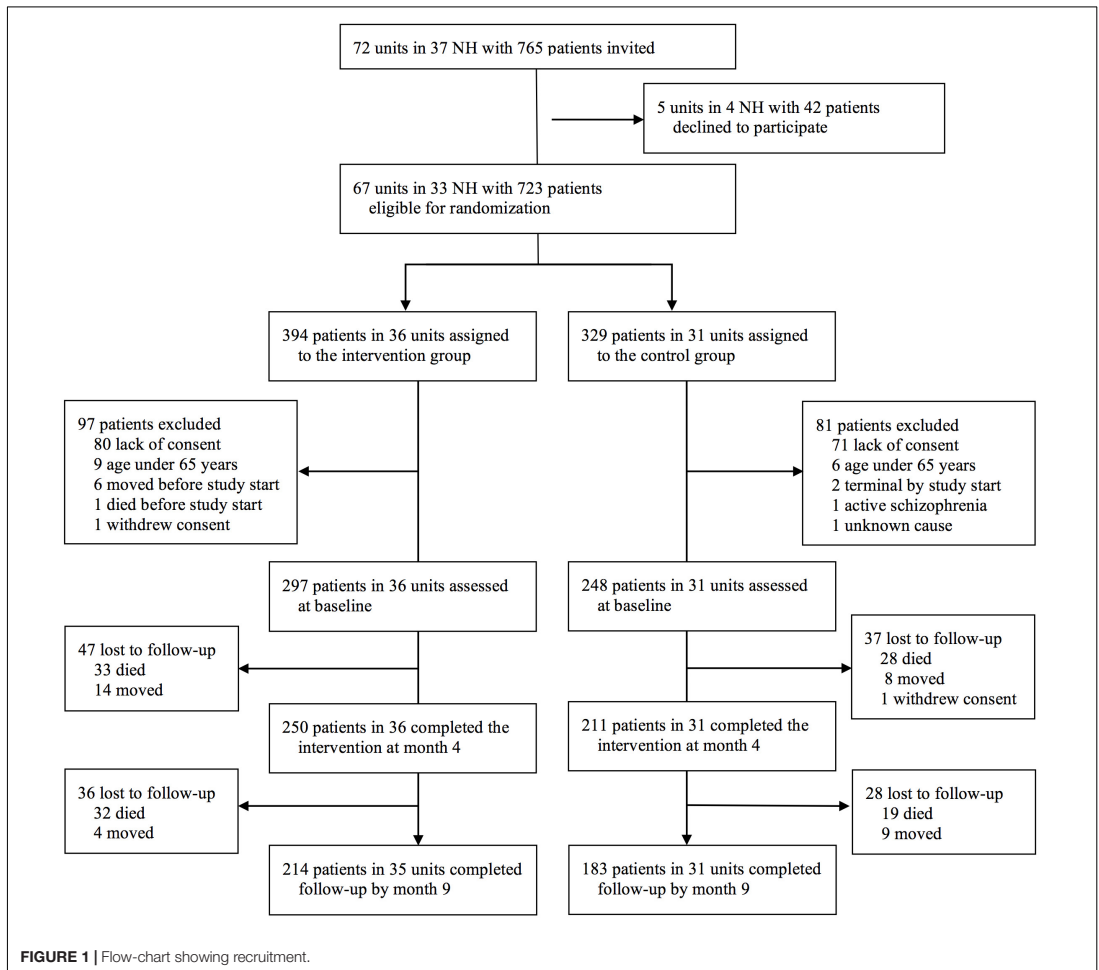 72 units in 37 NH with 765 patients invited
5 units in 4 NH with 42 patients
declined to participate
67 units in 33 NH with 723 patients
eligible for randomization
394 patients in 36 units assigned
to the intervention group
329 patients in 31 units assigned
to the control group
97 patients excluded
80 lack of consent
9 age under 65 years
6 moved before study start
1 died before study start
1 withdrew consent
81 patients excluded
71 lack of consent
6 age under 65 years
2 terminal by study start
1 active schizophrenia
1 unknown cause
297 patients in 36 units assessed
at baseline
248 patients in 31 units assessed
at baseline
47 lost to follow-up
33 died
14 moved
37 lost to follow-up
28 died
8 moved
1 withdrew consent
250 patients in 36 completed the
intervention at month 4
211 patients in 31 completed the
intervention at month 4
36 lost to follow-up
32 died
4 moved
28 lost to follow-up
19 died
9 moved
214 patients in 35 units completed
follow-up by month 9
183 patients in 31 units completed
follow-up by month 9
FIGURE 1 | Flow-chart showing recruitment.